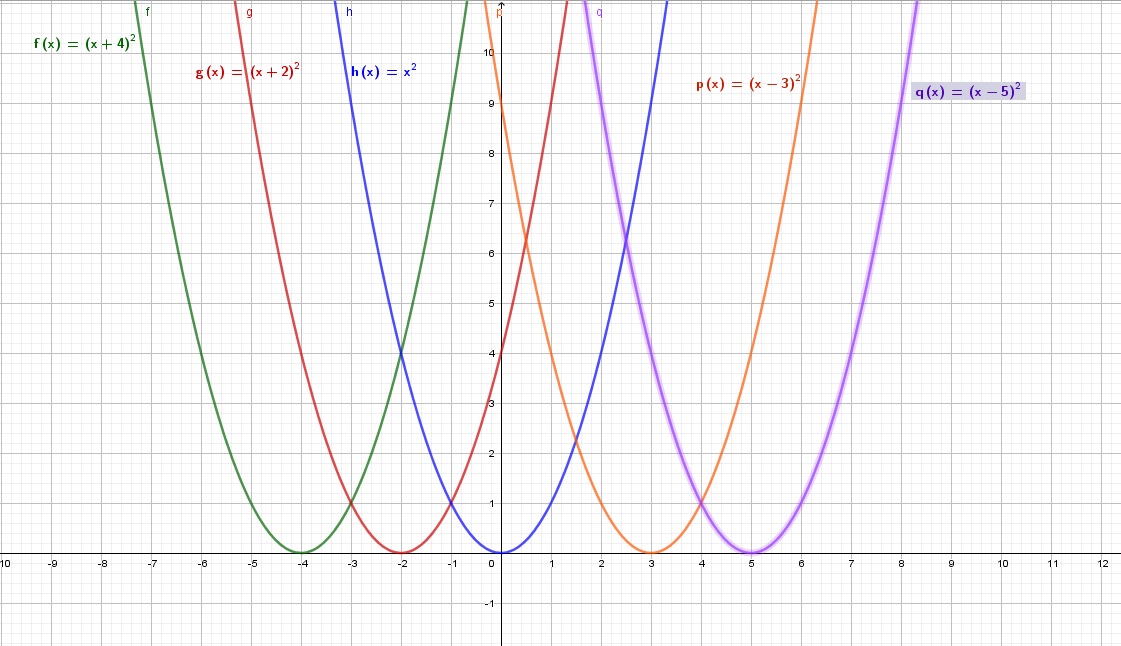 f g h p q
f (x) = (x + 4)²
g (x) = (x + 2)²
h (x) = x²
p (x) = (x − 3)²
q (x) = (x − 5)²
10
9
8
7
6
5
4
3
2
1
10 -9 -8 -7 -6 -5 -4 -3 -2 -1 0 1 2 3 4 5 6 7 8 9 10 11 12
-1